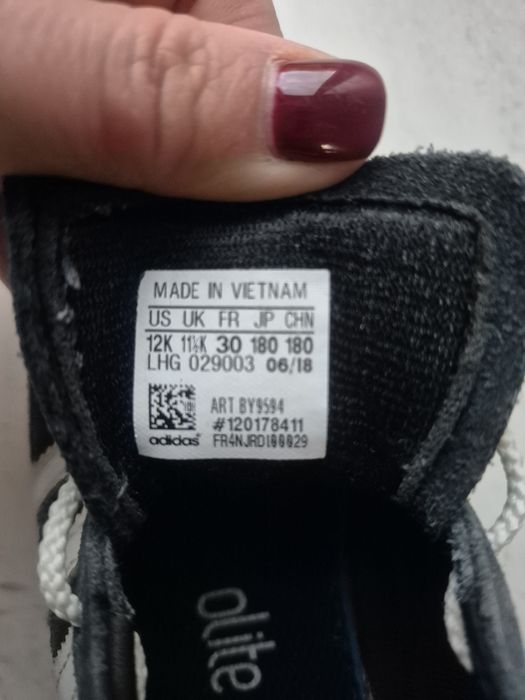 MADE IN VIETNAM
US UK FR JP CHN
12K 11½K 30 180 180
LHG 029003 06/18
ART BY9594
#120178411
adidas FR4NJRD100029
olite